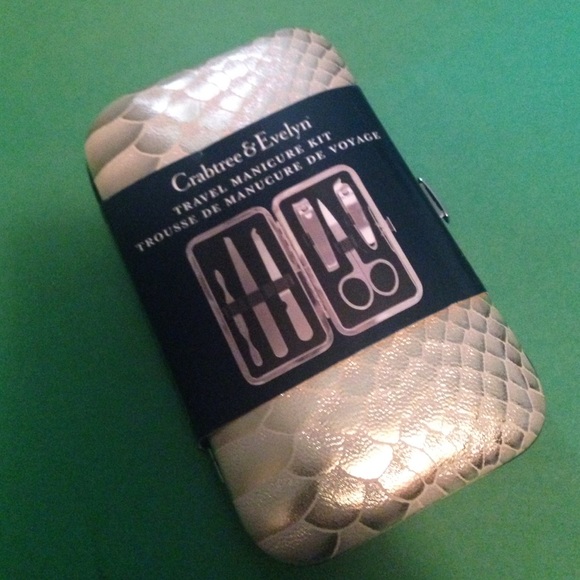 Crabtree & Evelyn
TRAVEL MANICURE KIT
TROUSSE DE MANUCURE DE VOYAGE